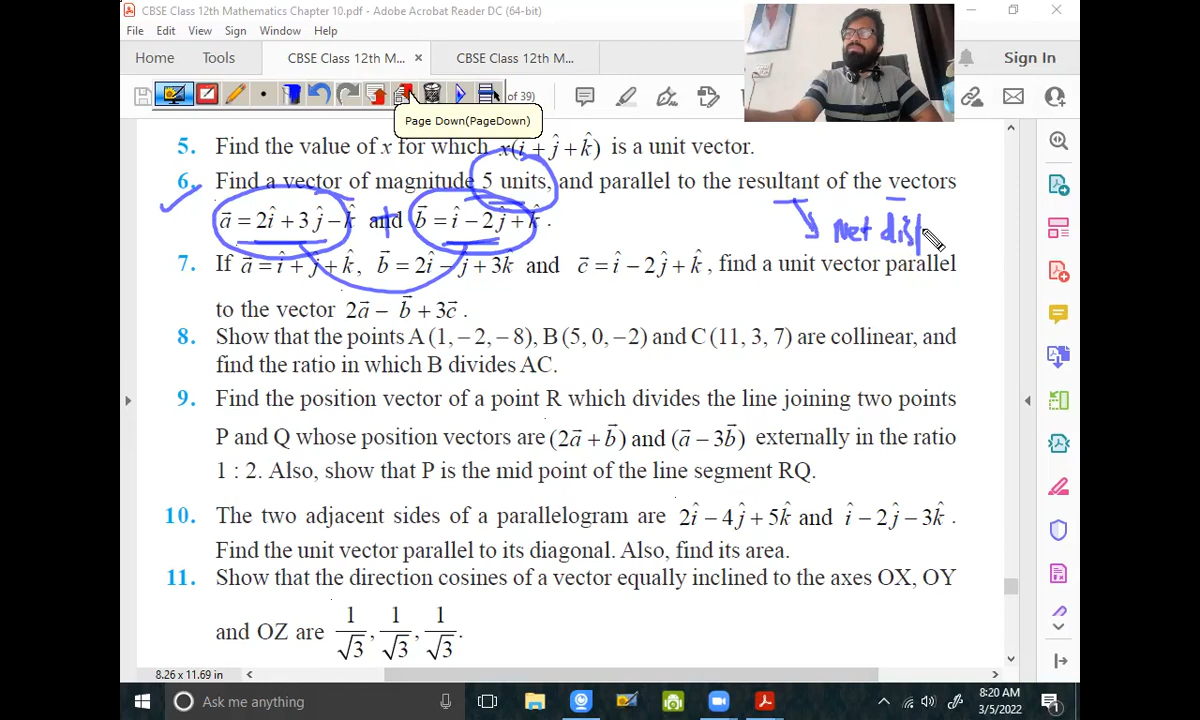 CBSE Class 12th Mathematics Chapter 10.pdf - Adobe Acrobat Reader DC (64-bit)
File Edit View Sign Window Help
Home Tools CBSE Class 12th M... × CBSE Class 12th M... Sign In
of 39
Page Down(PageDown)
5. Find the value of x for which x(î + ĵ + k̂) is a unit vector.
6. Find a vector of magnitude 5 units, and parallel to the resultant of the vectors
a⃗ = 2î + 3ĵ − k̂ and b⃗ = î − 2ĵ + k̂ .
+
Net disp
7. If a⃗ = î + ĵ + k̂, b⃗ = 2î − ĵ + 3k̂ and c⃗ = î − 2ĵ + k̂, find a unit vector parallel
to the vector 2a⃗ − b⃗ + 3c⃗ .
8. Show that the points A (1, − 2, − 8), B (5, 0, −2) and C (11, 3, 7) are collinear, and
find the ratio in which B divides AC.
9. Find the position vector of a point R which divides the line joining two points
P and Q whose position vectors are (2a⃗ + b⃗) and (a⃗ − 3b⃗) externally in the ratio
1 : 2. Also, show that P is the mid point of the line segment RQ.
10. The two adjacent sides of a parallelogram are 2î − 4ĵ + 5k̂ and î − 2ĵ − 3k̂ .
Find the unit vector parallel to its diagonal. Also, find its area.
11. Show that the direction cosines of a vector equally inclined to the axes OX, OY
and OZ are 1/√3, 1/√3, 1/√3.
8.26 x 11.69 in
Ask me anything
8:20 AM
3/5/2022